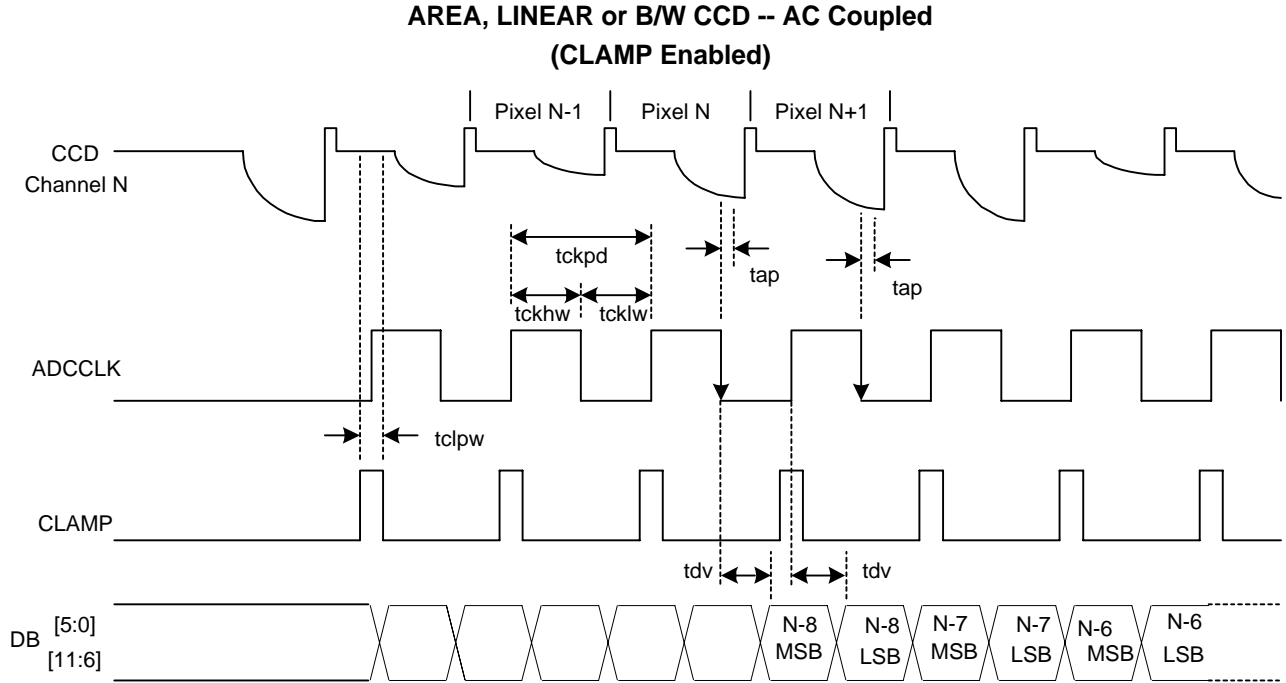 AREA, LINEAR or B/W CCD -- AC Coupled
(CLAMP Enabled)
Pixel N-1
Pixel N
Pixel N+1
CCD
Channel N
tckpd
tap
tap
tckhw
tcklw
ADCCLK
tclpw
CLAMP
tdv
tdv
DB
[5:0]
[11:6]
N-8
MSB
N-8
LSB
N-7
MSB
N-7
LSB
N-6
MSB
N-6
LSB